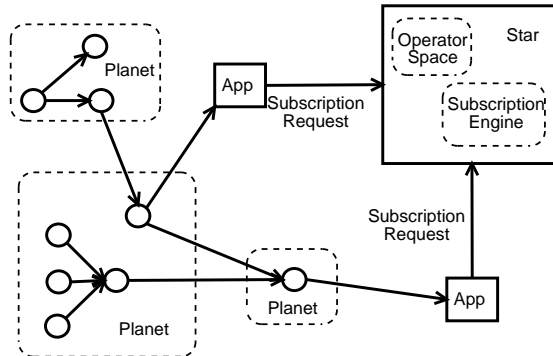 Planet
App
Subscription
Request
Operator
Space
Star
Subscription
Engine
Subscription
Request
Planet
Planet
App